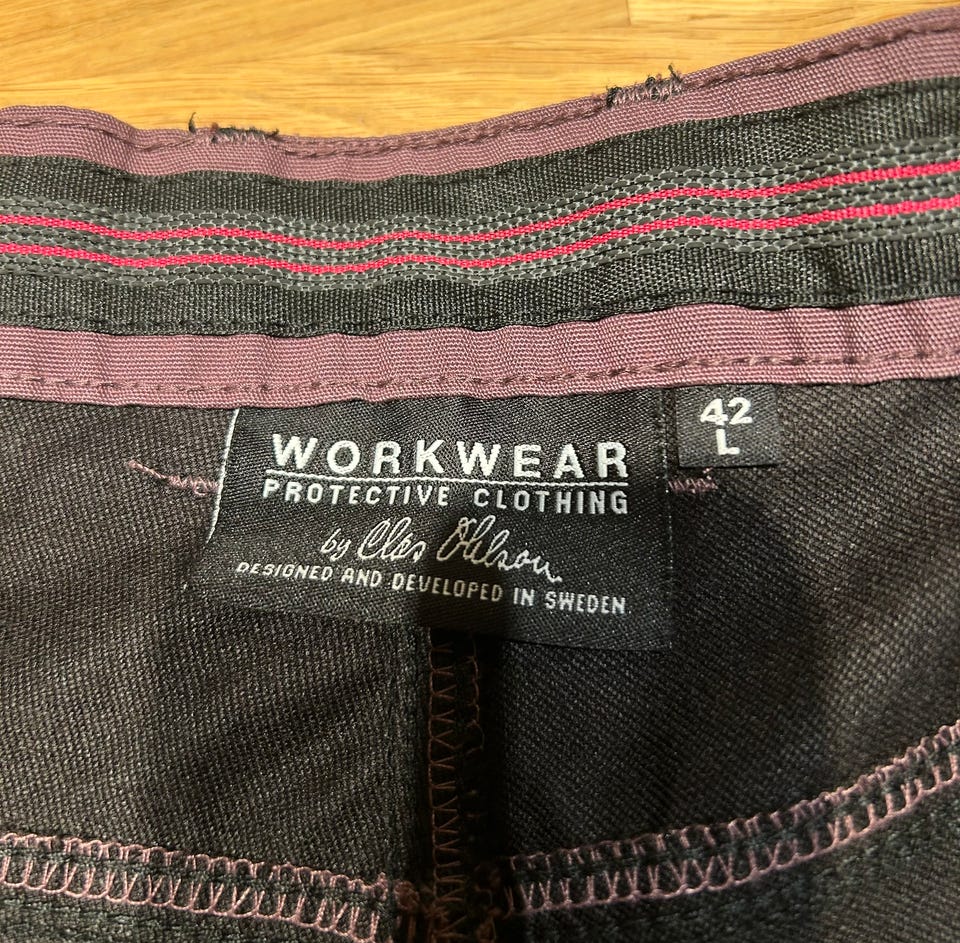 WORKWEAR
PROTECTIVE CLOTHING
by Clas Ohlson
DESIGNED AND DEVELOPED IN SWEDEN
42
L